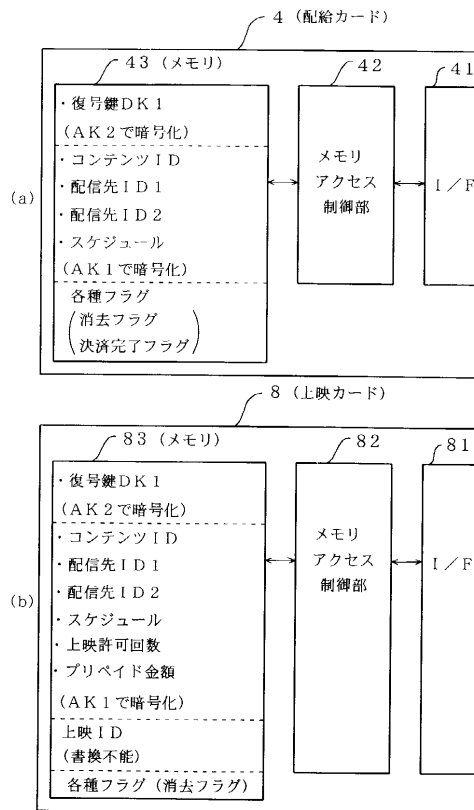 4（配給カード）
43（メモリ）
42
41
・復号鍵DK1
（AK2で暗号化）
・コンテンツID
・配信先ID1
・配信先ID2
・スケジュール
（AK1で暗号化）
各種フラグ
（消去フラグ
決済完了フラグ）
メモリ
アクセス
制御部
I／F
(a)
8（上映カード）
83（メモリ）
82
81
・復号鍵DK1
（AK2で暗号化）
・コンテンツID
・配信先ID1
・配信先ID2
・スケジュール
・上映許可回数
・プリペイド金額
（AK1で暗号化）
上映ID
（書換不能）
各種フラグ（消去フラグ）
メモリ
アクセス
制御部
I／F
(b)